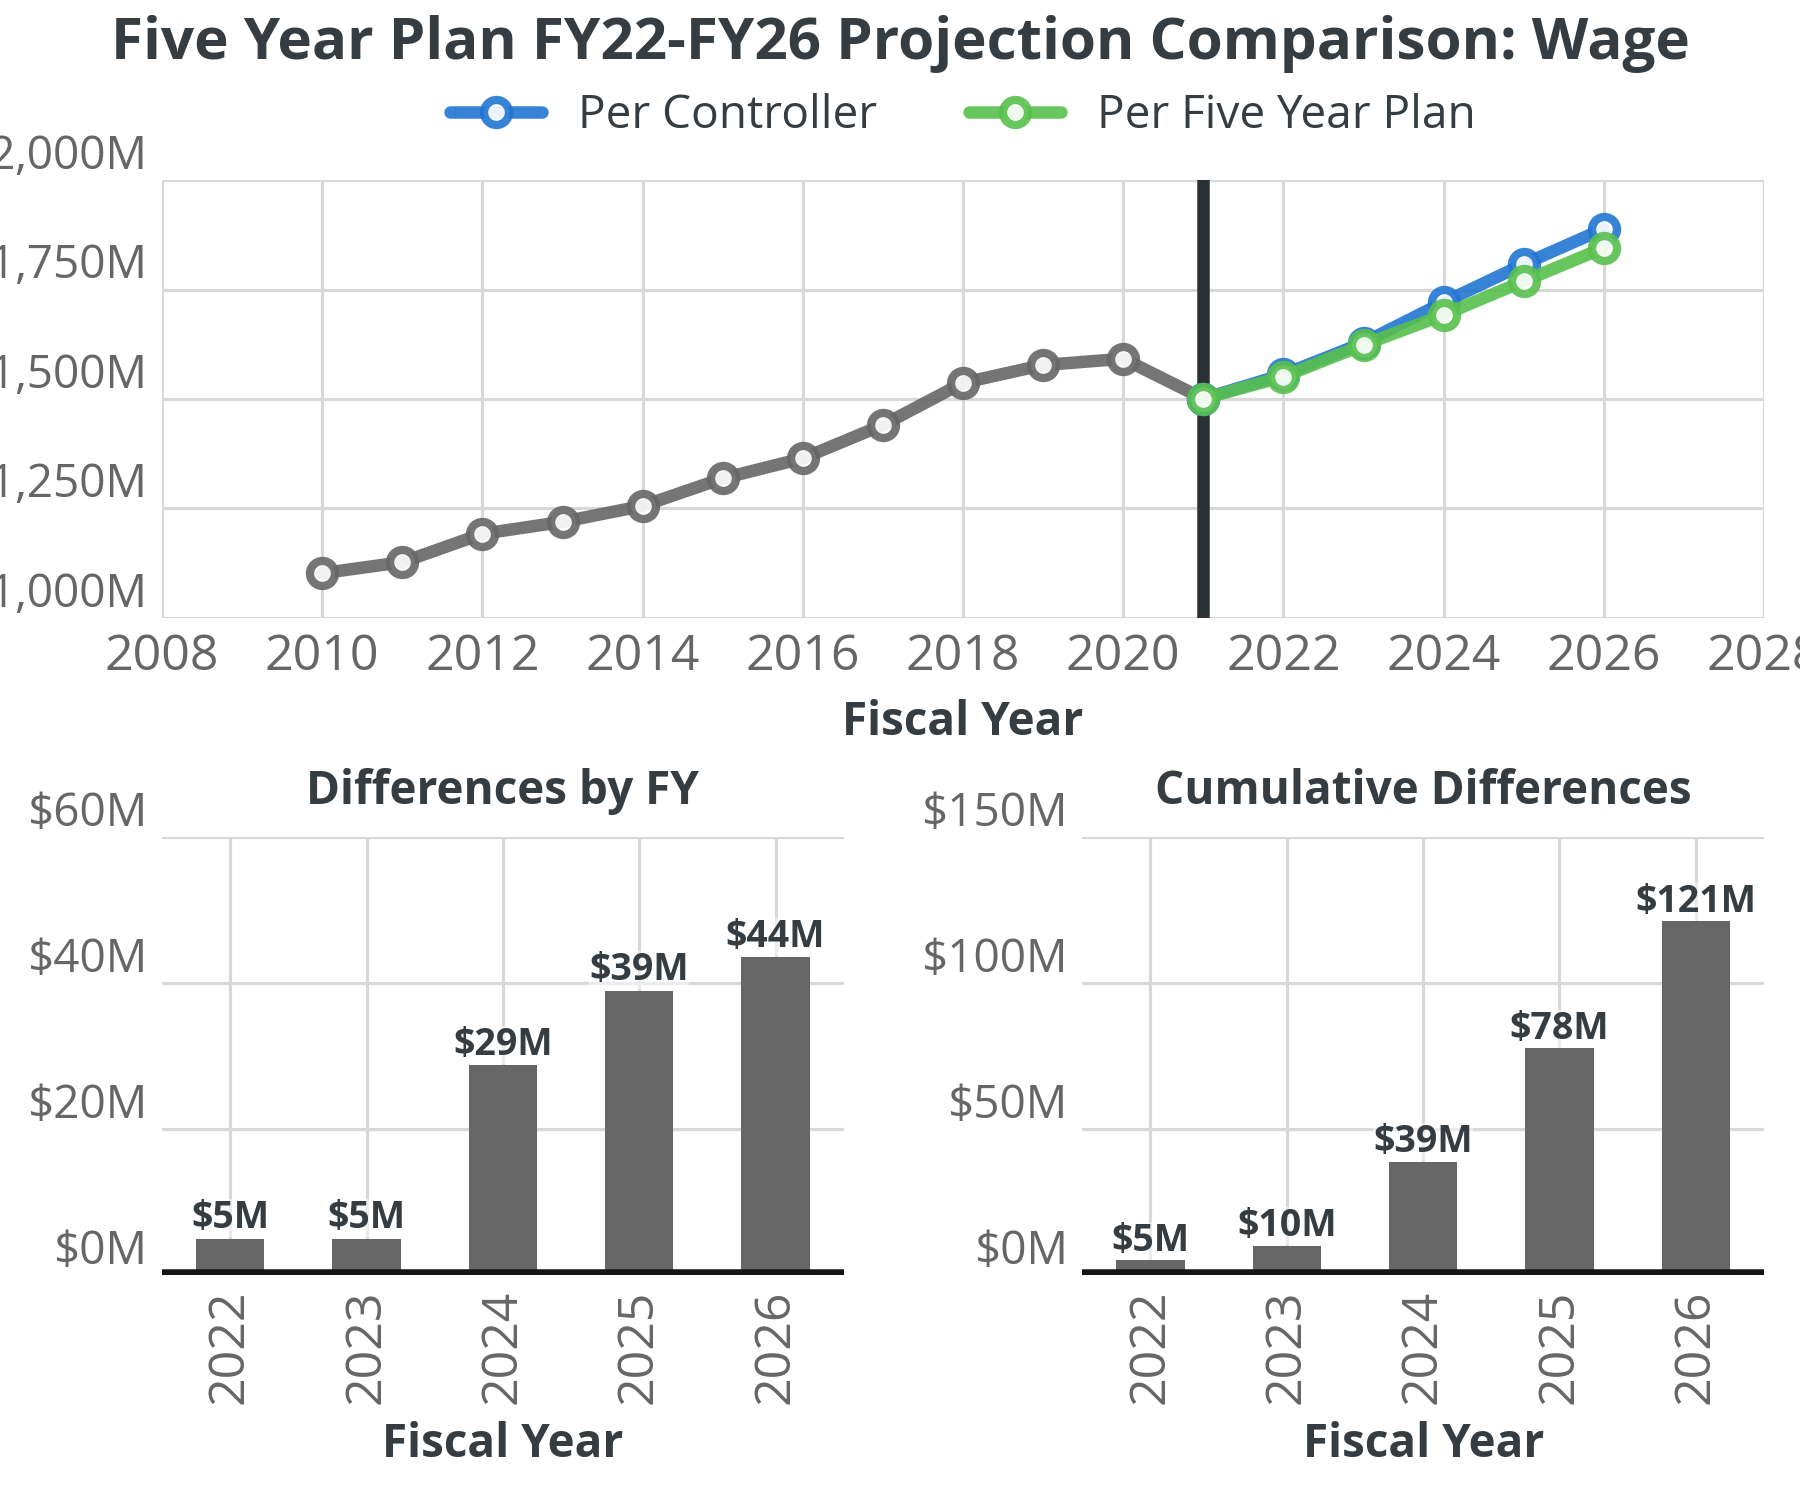 Five Year Plan FY22-FY26 Projection Comparison: Wage
Per Controller Per Five Year Plan
2,000M
1,750M
1,500M
1,250M
1,000M
2008 2010 2012 2014 2016 2018 2020 2022 2024 2026 2028
Fiscal Year
Differences by FY
$60M
$40M
$20M
$0M
$5M $5M $29M $39M $44M
2022 2023 2024 2025 2026
Fiscal Year
Cumulative Differences
$150M
$100M
$50M
$0M
$5M $10M $39M $78M $121M
2022 2023 2024 2025 2026
Fiscal Year